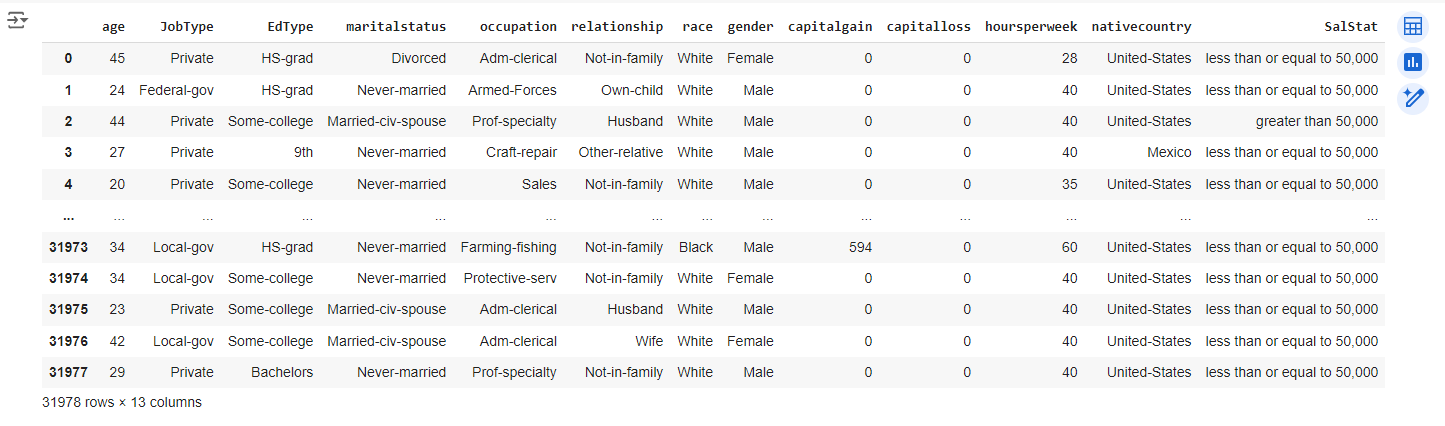 age JobType EdType maritalstatus occupation relationship race gender capitalgain capitalloss hoursperweek nativecountry SalStat
0 45 Private HS-grad Divorced Adm-clerical Not-in-family White Female 0 0 28 United-States less than or equal to 50,000
1 24 Federal-gov HS-grad Never-married Armed-Forces Own-child White Male 0 0 40 United-States less than or equal to 50,000
2 44 Private Some-college Married-civ-spouse Prof-specialty Husband White Male 0 0 40 United-States greater than 50,000
3 27 Private 9th Never-married Craft-repair Other-relative White Male 0 0 40 Mexico less than or equal to 50,000
4 20 Private Some-college Never-married Sales Not-in-family White Male 0 0 35 United-States less than or equal to 50,000
... ... ... ... ... ... ... ... ... ... ... ... ... ...
31973 34 Local-gov HS-grad Never-married Farming-fishing Not-in-family Black Male 594 0 60 United-States less than or equal to 50,000
31974 34 Local-gov Some-college Never-married Protective-serv Not-in-family White Female 0 0 40 United-States less than or equal to 50,000
31975 23 Private Some-college Married-civ-spouse Adm-clerical Husband White Male 0 0 40 United-States less than or equal to 50,000
31976 42 Local-gov Some-college Married-civ-spouse Adm-clerical Wife White Female 0 0 40 United-States less than or equal to 50,000
31977 29 Private Bachelors Never-married Prof-specialty Not-in-family White Male 0 0 40 United-States less than or equal to 50,000
31978 rows × 13 columns